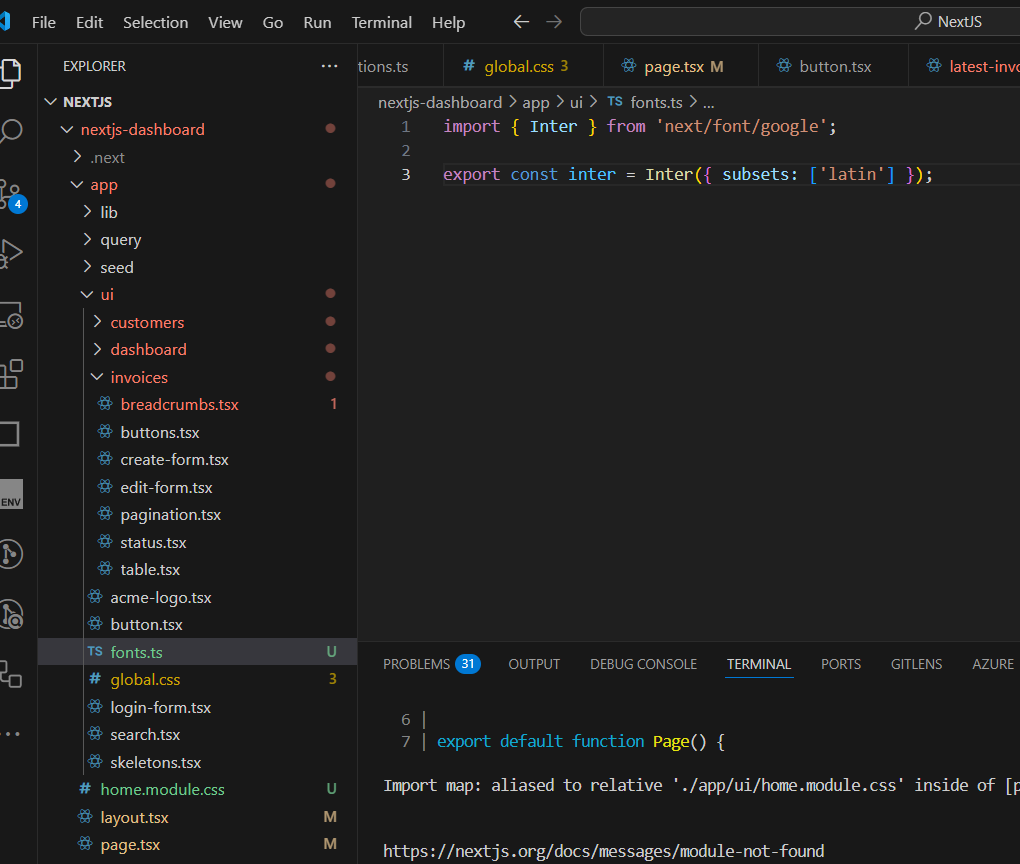 File Edit Selection View Go Run Terminal Help NextJS
EXPLORER
tions.ts # global.css 3 page.tsx M button.tsx latest-invo
NEXTJS
nextjs-dashboard
.next
app
lib
query
seed
ui
customers
dashboard
invoices
breadcrumbs.tsx 1
buttons.tsx
create-form.tsx
edit-form.tsx
pagination.tsx
status.tsx
table.tsx
acme-logo.tsx
button.tsx
TS fonts.ts U
# global.css 3
login-form.tsx
search.tsx
skeletons.tsx
# home.module.css U
layout.tsx M
page.tsx M
4
ENV
nextjs-dashboard > app > ui > TS fonts.ts > ...
1 import { Inter } from 'next/font/google';
2
3 export const inter = Inter({ subsets: ['latin'] });
PROBLEMS 31 OUTPUT DEBUG CONSOLE TERMINAL PORTS GITLENS AZURE
6 |
7 | export default function Page() {
Import map: aliased to relative './app/ui/home.module.css' inside of [p
https://nextjs.org/docs/messages/module-not-found